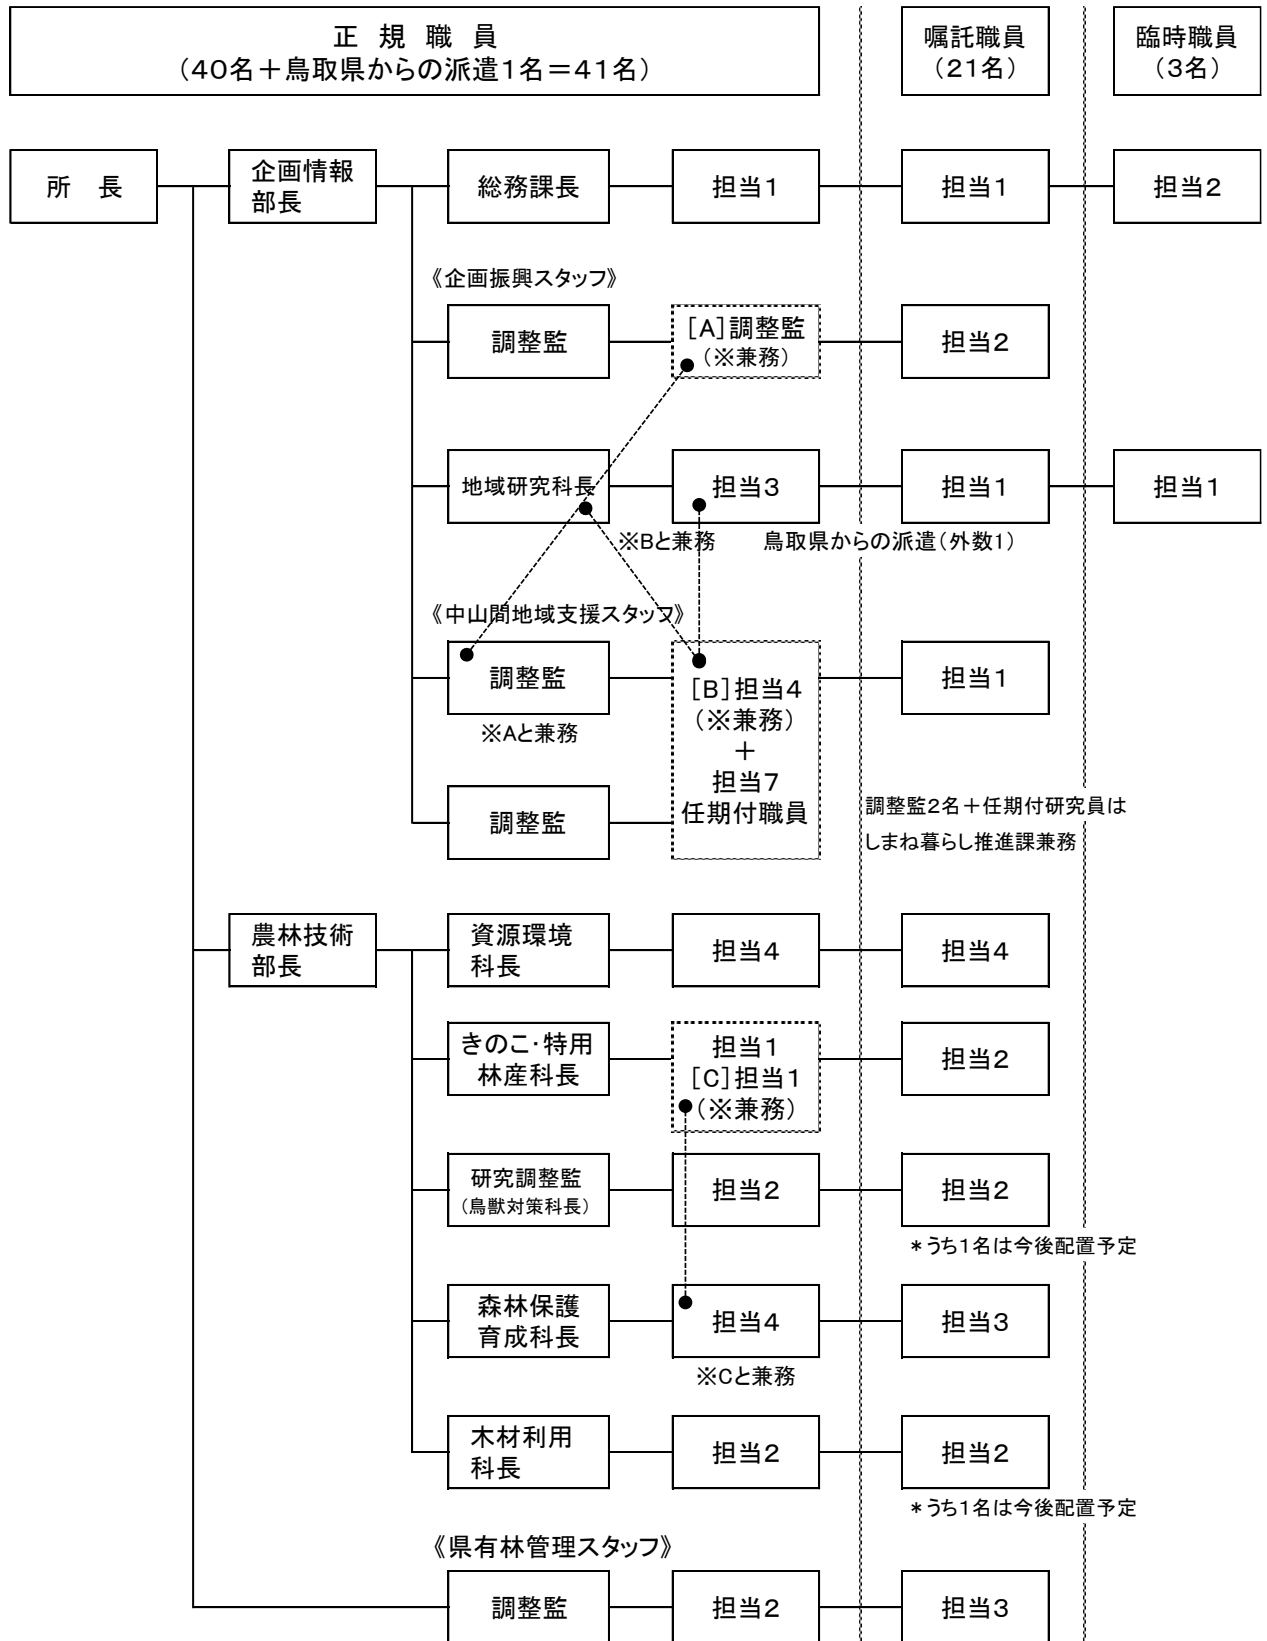 正 規 職 員
（40名＋鳥取県からの派遣1名＝41名）
嘱託職員
（21名）
臨時職員
（3名）
所 長
企画情報
部長
総務課長
担当1
担当1
担当2
《企画振興スタッフ》
調整監
[A]調整監
（※兼務）
担当2
地域研究科長
担当3
担当1
担当1
※Bと兼務
鳥取県からの派遣（外数1）
《中山間地域支援スタッフ》
調整監
※Aと兼務
[B]担当4
（※兼務）
＋
担当7
任期付職員
担当1
調整監
調整監2名＋任期付研究員は
しまね暮らし推進課兼務
農林技術
部長
資源環境
科長
担当4
担当4
きのこ・特用
林産科長
担当1
[C]担当1
（※兼務）
担当2
研究調整監
（鳥獣対策科長）
担当2
担当2
＊うち1名は今後配置予定
森林保護
育成科長
担当4
担当3
※Cと兼務
木材利用
科長
担当2
担当2
＊うち1名は今後配置予定
《県有林管理スタッフ》
調整監
担当2
担当3